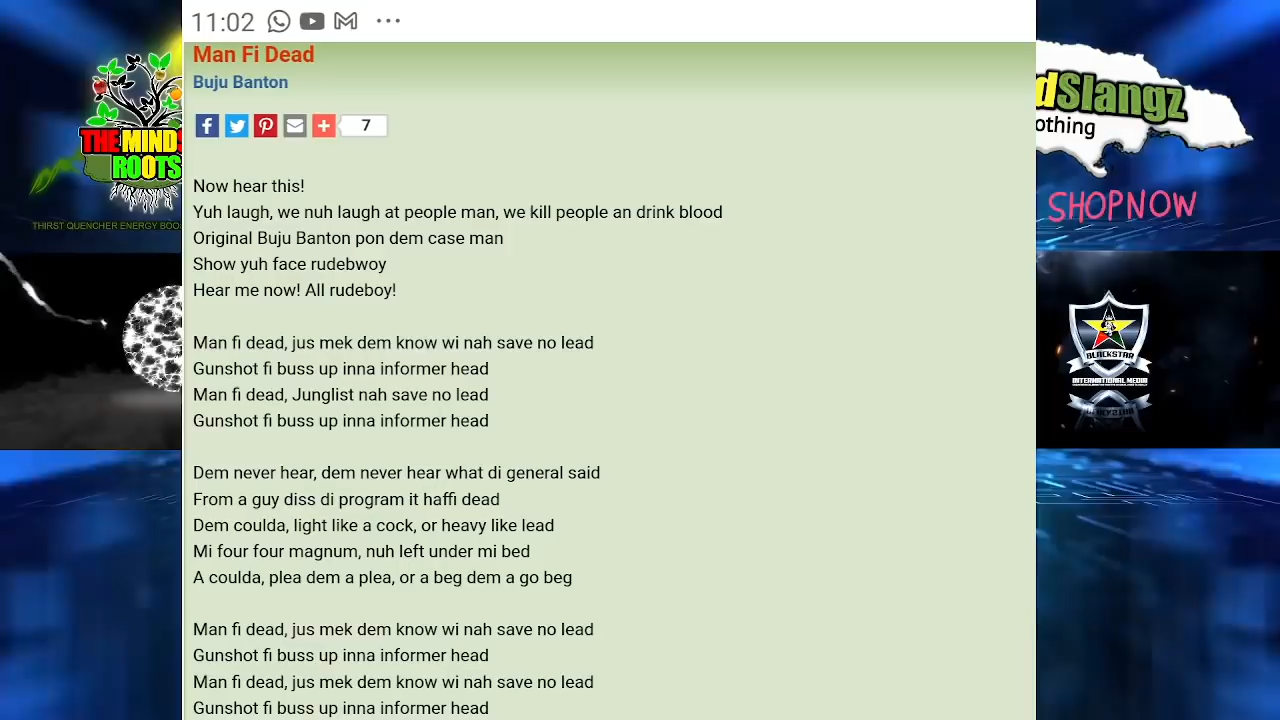 11:02
Man Fi Dead
Buju Banton
7
Now hear this!
Yuh laugh, we nuh laugh at people man, we kill people an drink blood
Original Buju Banton pon dem case man
Show yuh face rudebwoy
Hear me now! All rudeboy!
Man fi dead, jus mek dem know wi nah save no lead
Gunshot fi buss up inna informer head
Man fi dead, Junglist nah save no lead
Gunshot fi buss up inna informer head
Dem never hear, dem never hear what di general said
From a guy diss di program it haffi dead
Dem coulda, light like a cock, or heavy like lead
Mi four four magnum, nuh left under mi bed
A coulda, plea dem a plea, or a beg dem a go beg
Man fi dead, jus mek dem know wi nah save no lead
Gunshot fi buss up inna informer head
Man fi dead, jus mek dem know wi nah save no lead
Gunshot fi buss up inna informer head
THE MIND
ROOTS
THIRST QUENCHER ENERGY BOOS
dSlangz
othing
SHOPNOW
BLACKSTAR
INTERNATIONAL MEDIA